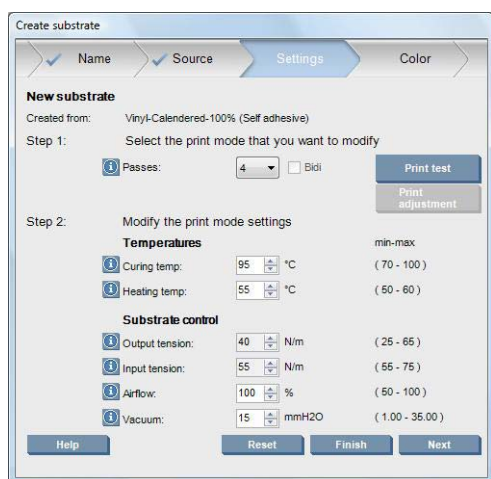 Create substrate
Name Source Settings Color
New substrate
Created from: Vinyl-Calendered-100% (Self adhesive)
Step 1: Select the print mode that you want to modify
Passes: 4 Bidi Print test
Print
adjustment
Step 2: Modify the print mode settings
Temperatures min-max
Curing temp: 95 °C ( 70 - 100 )
Heating temp: 55 °C ( 50 - 60 )
Substrate control
Output tension: 40 N/m ( 25 - 65 )
Input tension: 55 N/m ( 55 - 75 )
Airflow: 100 % ( 50 - 100 )
Vacuum: 15 mmH2O ( 1.00 - 35.00 )
Help Reset Finish Next